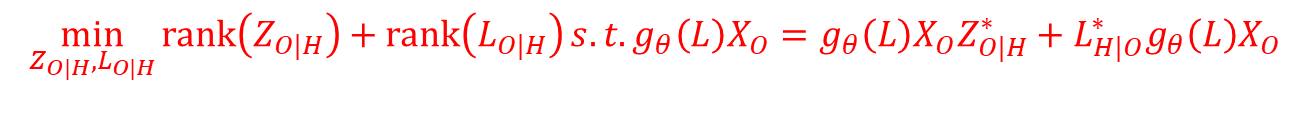 min rank(Z_{O|H}) + rank(L_{O|H}) s.t. g_θ(L)X_O = g_θ(L)X_O Z^*_{O|H} + L^*_{H|O} g_θ(L)X_O
Z_{O|H},L_{O|H}